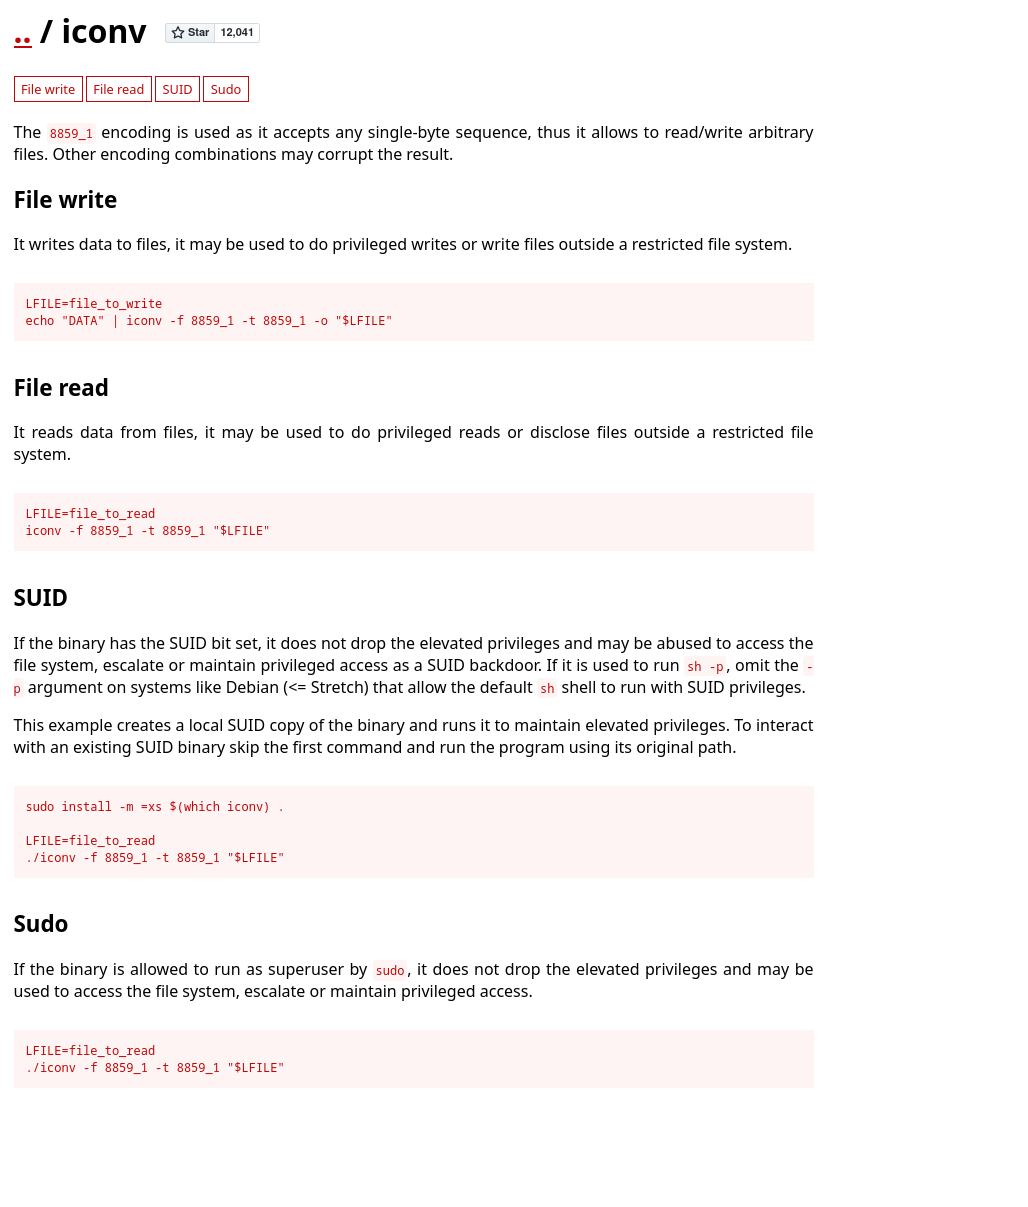 .. / iconv Star 12,041
File write File read SUID Sudo
The 8859_1 encoding is used as it accepts any single-byte sequence, thus it allows to read/write arbitrary
files. Other encoding combinations may corrupt the result.
File write
It writes data to files, it may be used to do privileged writes or write files outside a restricted file system.
LFILE=file_to_write
echo "DATA" | iconv -f 8859_1 -t 8859_1 -o "$LFILE"
File read
It reads data from files, it may be used to do privileged reads or disclose files outside a restricted file
system.
LFILE=file_to_read
iconv -f 8859_1 -t 8859_1 "$LFILE"
SUID
If the binary has the SUID bit set, it does not drop the elevated privileges and may be abused to access the
file system, escalate or maintain privileged access as a SUID backdoor. If it is used to run sh -p, omit the -
p argument on systems like Debian (<= Stretch) that allow the default sh shell to run with SUID privileges.
This example creates a local SUID copy of the binary and runs it to maintain elevated privileges. To interact
with an existing SUID binary skip the first command and run the program using its original path.
sudo install -m =xs $(which iconv) .
LFILE=file_to_read
./iconv -f 8859_1 -t 8859_1 "$LFILE"
Sudo
If the binary is allowed to run as superuser by sudo, it does not drop the elevated privileges and may be
used to access the file system, escalate or maintain privileged access.
LFILE=file_to_read
./iconv -f 8859_1 -t 8859_1 "$LFILE"